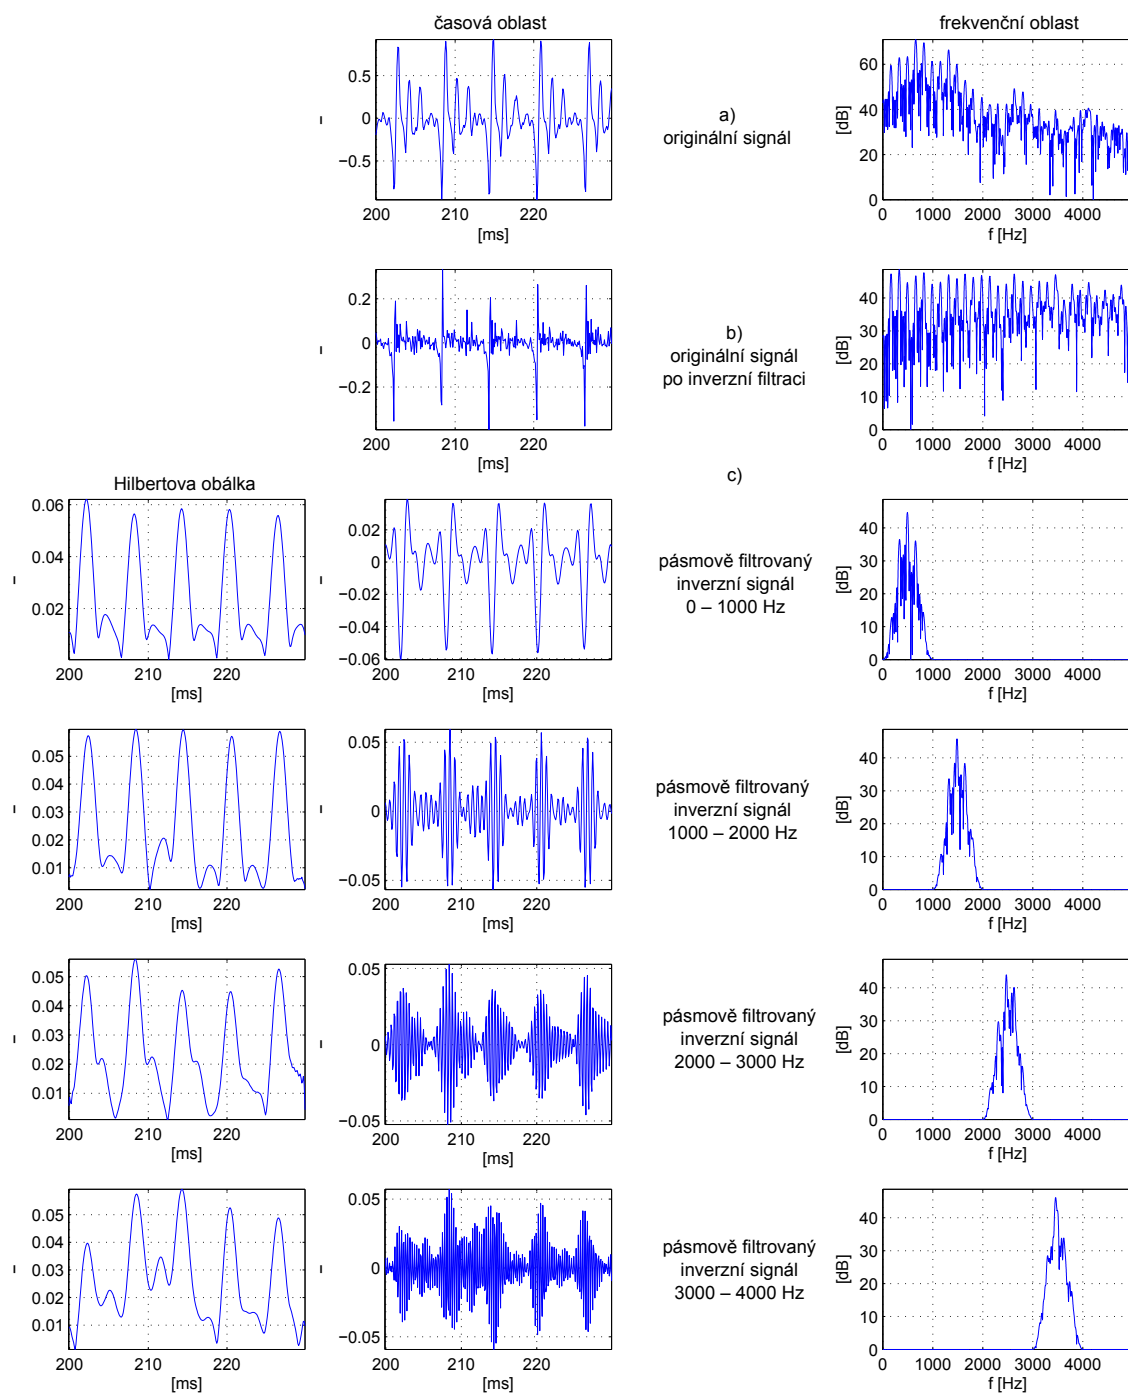 časová oblast
frekvenční oblast
0.5
0
−0.5
200 210 220
[ms]
a)
originální signál
[dB]
60
40
20
0
0 1000 2000 3000 4000
f [Hz]
0.2
0
−0.2
200 210 220
[ms]
b)
originální signál
po inverzní filtraci
[dB]
40
30
20
10
0
0 1000 2000 3000 4000
f [Hz]
c)
Hilbertova obálka
0.06
0.04
0.02
200 210 220
[ms]
0.02
0
−0.02
−0.04
−0.06
200 210 220
[ms]
pásmově filtrovaný
inverzní signál
0 – 1000 Hz
[dB]
40
30
20
10
0
0 1000 2000 3000 4000
f [Hz]
0.05
0.04
0.03
0.02
0.01
200 210 220
[ms]
0.05
0
−0.05
200 210 220
[ms]
pásmově filtrovaný
inverzní signál
1000 – 2000 Hz
[dB]
40
30
20
10
0
0 1000 2000 3000 4000
f [Hz]
0.05
0.04
0.03
0.02
0.01
200 210 220
[ms]
0.05
0
−0.05
200 210 220
[ms]
pásmově filtrovaný
inverzní signál
2000 – 3000 Hz
[dB]
40
30
20
10
0
0 1000 2000 3000 4000
f [Hz]
0.05
0.04
0.03
0.02
0.01
200 210 220
[ms]
0.05
0
−0.05
200 210 220
[ms]
pásmově filtrovaný
inverzní signál
3000 – 4000 Hz
[dB]
40
30
20
10
0
0 1000 2000 3000 4000
f [Hz]